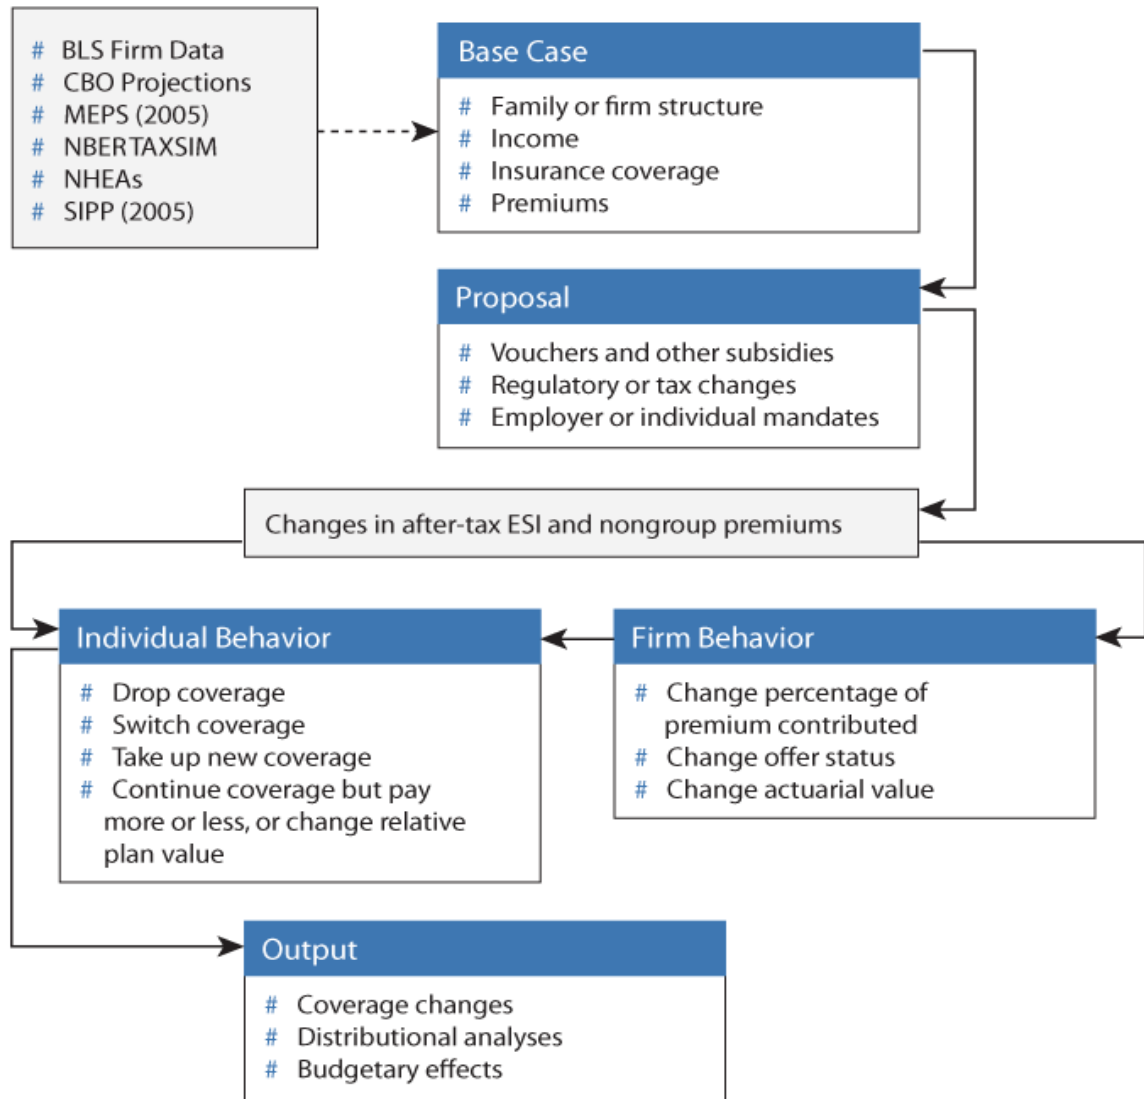 # BLS Firm Data
# CBO Projections
# MEPS (2005)
# NBERTAXSIM
# NHEAs
# SIPP (2005)
Base Case
# Family or firm structure
# Income
# Insurance coverage
# Premiums
Proposal
# Vouchers and other subsidies
# Regulatory or tax changes
# Employer or individual mandates
Changes in after-tax ESI and nongroup premiums
Individual Behavior
# Drop coverage
# Switch coverage
# Take up new coverage
# Continue coverage but pay
more or less, or change relative
plan value
Firm Behavior
# Change percentage of
premium contributed
# Change offer status
# Change actuarial value
Output
# Coverage changes
# Distributional analyses
# Budgetary effects